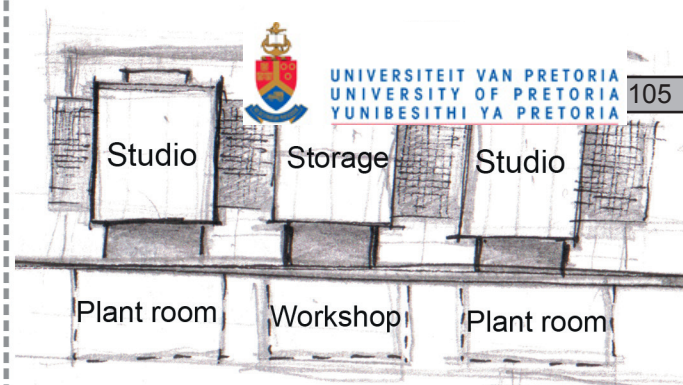 UNIVERSITEIT VAN PRETORIA
UNIVERSITY OF PRETORIA
YUNIBESITHI YA PRETORIA
105
Studio
Storage
Studio
Plant room
Workshop
Plant room